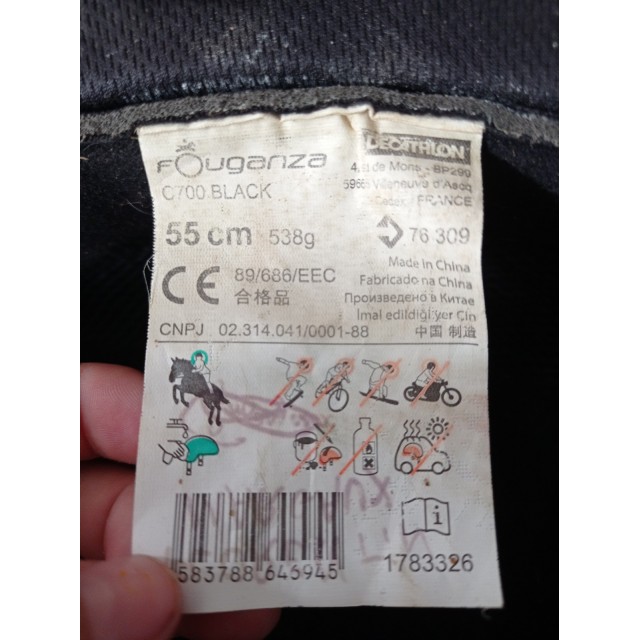 FOUGANZA
C700 BLACK
DECATHLON
4, de Mons - BP299
59665 Villeneuve d'Ascq
Cedex - FRANCE
55 cm 538g
76 309
CE 89/686/EEC
合格品
Made in China
Fabricado na China
Произведено в Китае
Imal edildiği yer Çin
中国 制造
CNPJ 02.314.041/0001-88
i
583788 646945
1783326